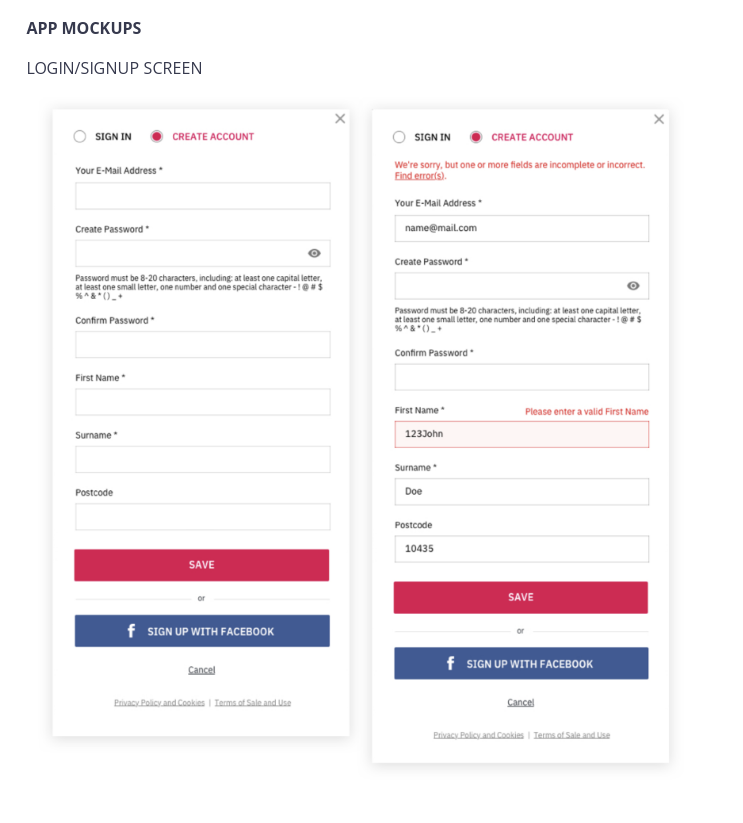 APP MOCKUPS
LOGIN/SIGNUP SCREEN
SIGN IN
CREATE ACCOUNT
Your E-Mail Address *
Create Password *
Password must be 8-20 characters, including: at least one capital letter,
at least one small letter, one number and one special character - ! @ # $
% ^ & * ( ) _ +
Confirm Password *
First Name *
Surname *
Postcode
SAVE
or
f SIGN UP WITH FACEBOOK
Cancel
Privacy Policy and Cookies | Terms of Sale and Use
SIGN IN
CREATE ACCOUNT
We're sorry, but one or more fields are incomplete or incorrect.
Find error(s).
Your E-Mail Address *
name@mail.com
Create Password *
Password must be 8-20 characters, including: at least one capital letter,
at least one small letter, one number and one special character - ! @ # $
% ^ & * ( ) _ +
Confirm Password *
First Name *
Please enter a valid First Name
123John
Surname *
Doe
Postcode
10435
SAVE
or
f SIGN UP WITH FACEBOOK
Cancel
Privacy Policy and Cookies | Terms of Sale and Use